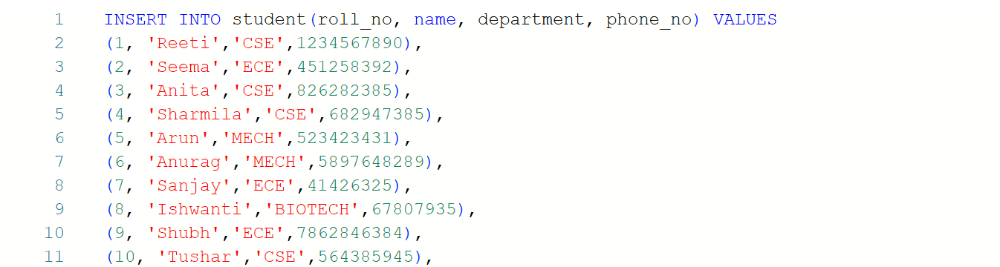 1 INSERT INTO student(roll_no, name, department, phone_no) VALUES
2 (1, 'Reeti','CSE',1234567890),
3 (2, 'Seema','ECE',451258392),
4 (3, 'Anita','CSE',826282385),
5 (4, 'Sharmila','CSE',682947385),
6 (5, 'Arun','MECH',523423431),
7 (6, 'Anurag','MECH',5897648289),
8 (7, 'Sanjay','ECE',41426325),
9 (8, 'Ishwanti','BIOTECH',67807935),
10 (9, 'Shubh','ECE',7862846384),
11 (10, 'Tushar','CSE',564385945),